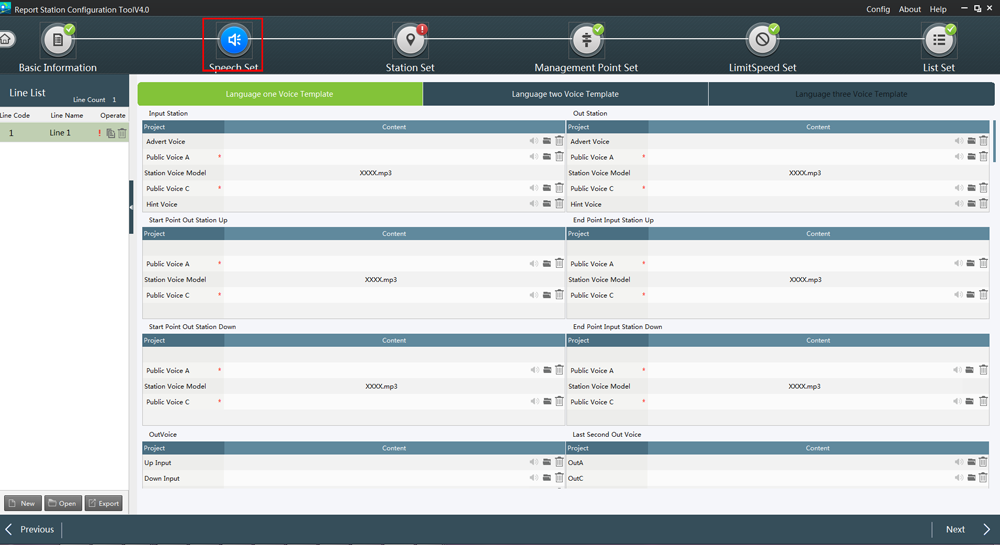 Report Station Configuration ToolV4.0
Config About Help
Basic Information
Speech Set
Station Set
Management Point Set
LimitSpeed Set
List Set
Line List
Line Count 1
Line Code Line Name Operate
1 Line 1 !
Language one Voice Template
Language two Voice Template
Language three Voice Template
Input Station
Project Content
Advert Voice
Public Voice A *
Station Voice Model XXXX.mp3
Public Voice C *
Hint Voice
Out Station
Project Content
Advert Voice
Public Voice A *
Station Voice Model XXXX.mp3
Public Voice C *
Hint Voice
Start Point Out Station Up
Project Content
Public Voice A *
Station Voice Model XXXX.mp3
Public Voice C *
End Point Input Station Up
Project Content
Public Voice A *
Station Voice Model XXXX.mp3
Public Voice C *
Start Point Out Station Down
Project Content
Public Voice A *
Station Voice Model XXXX.mp3
Public Voice C *
End Point Input Station Down
Project Content
Public Voice A *
Station Voice Model XXXX.mp3
Public Voice C *
OutVoice
Project Content
Up Input
Down Input
Last Second Out Voice
Project Content
OutA
OutC
New Open Export
Previous
Next